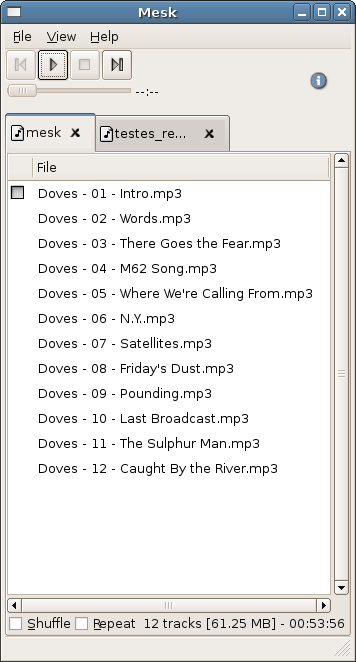 Mesk
File View Help
--:--
mesk testes_re...
File
Doves - 01 - Intro.mp3
Doves - 02 - Words.mp3
Doves - 03 - There Goes the Fear.mp3
Doves - 04 - M62 Song.mp3
Doves - 05 - Where We're Calling From.mp3
Doves - 06 - N.Y..mp3
Doves - 07 - Satellites.mp3
Doves - 08 - Friday's Dust.mp3
Doves - 09 - Pounding.mp3
Doves - 10 - Last Broadcast.mp3
Doves - 11 - The Sulphur Man.mp3
Doves - 12 - Caught By the River.mp3
Shuffle Repeat 12 tracks [61.25 MB] - 00:53:56